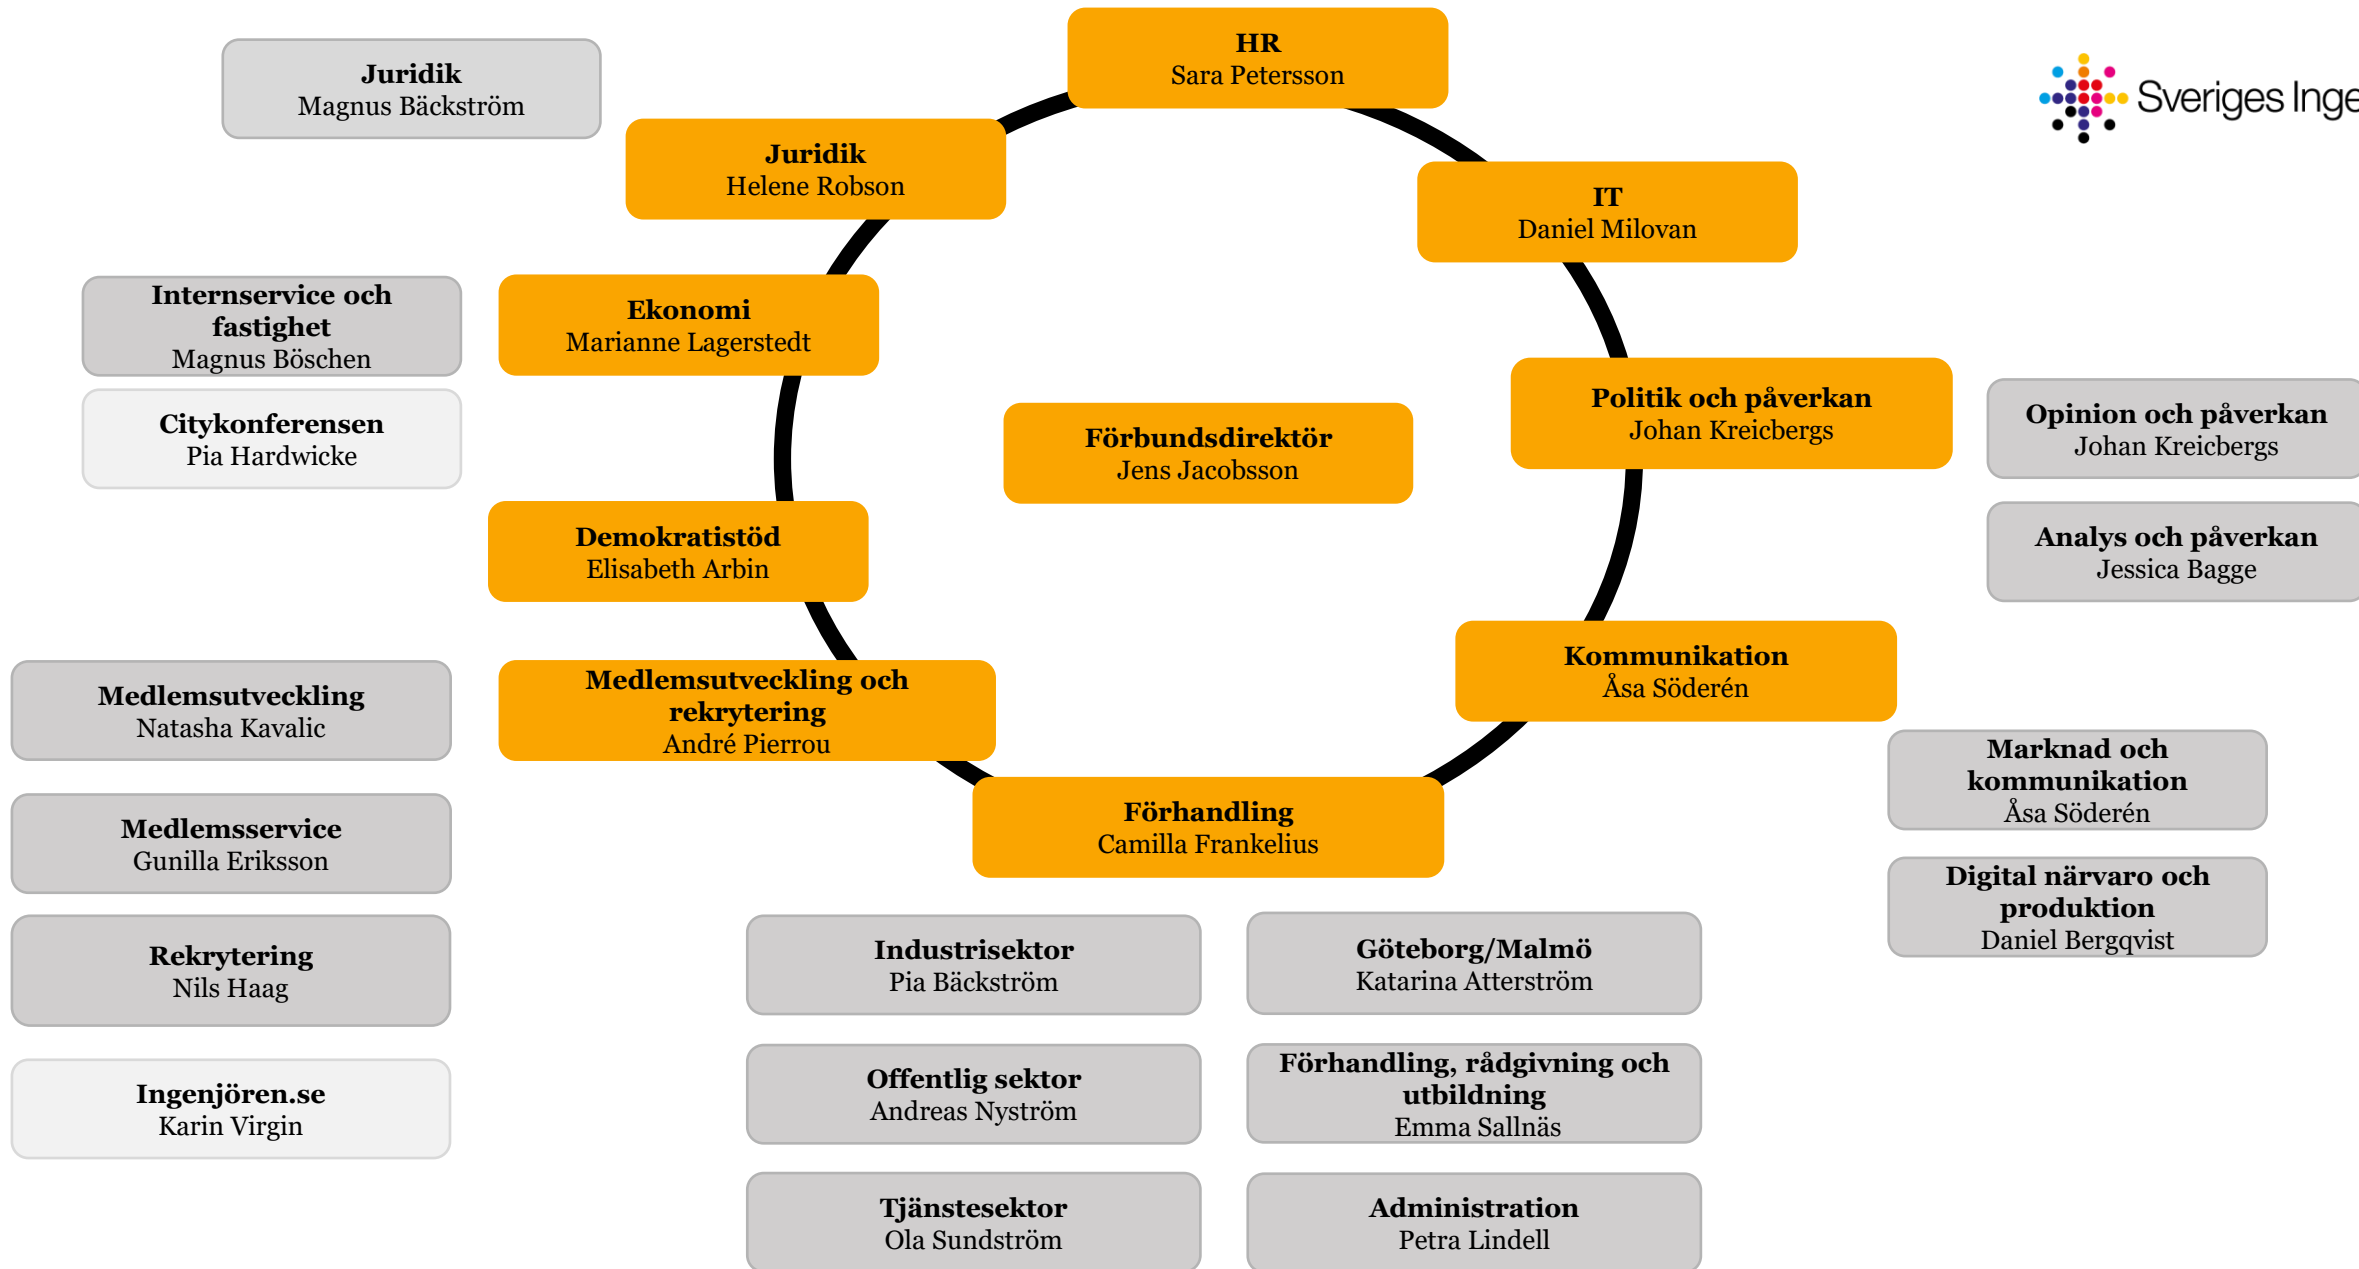 HR
Sara Petersson
Juridik
Magnus Bäckström
Sveriges Inge
Juridik
Helene Robson
IT
Daniel Milovan
Internservice och
fastighet
Magnus Böschen
Ekonomi
Marianne Lagerstedt
Citykonferensen
Pia Hardwicke
Förbundsdirektör
Jens Jacobsson
Politik och påverkan
Johan Kreicbergs
Opinion och påverkan
Johan Kreicbergs
Demokratistöd
Elisabeth Arbin
Analys och påverkan
Jessica Bagge
Medlemsutveckling
Natasha Kavalic
Medlemsutveckling och
rekrytering
André Pierrou
Kommunikation
Åsa Söderén
Marknad och
kommunikation
Åsa Söderén
Förhandling
Camilla Frankelius
Medlemsservice
Gunilla Eriksson
Digital närvaro och
produktion
Daniel Bergqvist
Rekrytering
Nils Haag
Industrisektor
Pia Bäckström
Göteborg/Malmö
Katarina Atterström
Ingenjören.se
Karin Virgin
Offentlig sektor
Andreas Nyström
Förhandling, rådgivning och
utbildning
Emma Sallnäs
Tjänstesektor
Ola Sundström
Administration
Petra Lindell